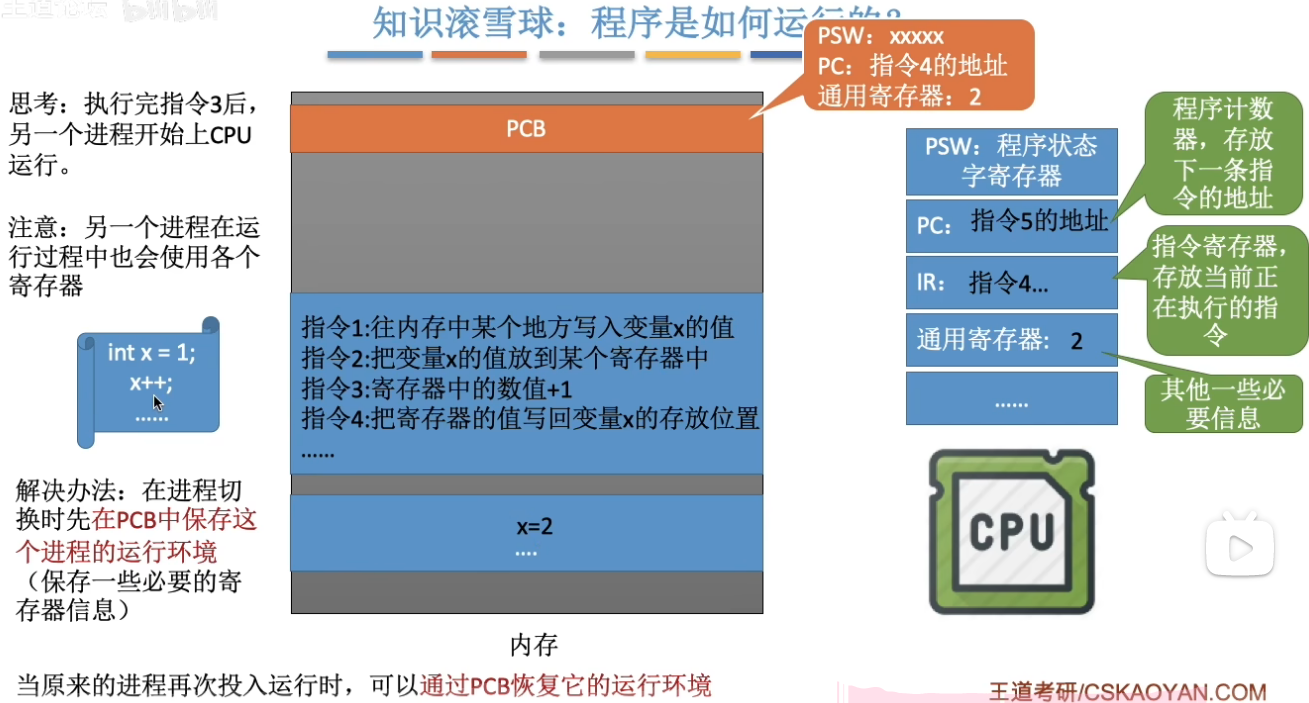 王道论坛 bilibili
知识滚雪球：程序是如何运行的？
PSW：xxxxx
PC：指令4的地址
通用寄存器：2
思考：执行完指令3后，
另一个进程开始上CPU
运行。
注意：另一个进程在运
行过程中也会使用各个
寄存器
int x = 1;
x++;
……
解决办法：在进程切
换时先在PCB中保存这
个进程的运行环境
（保存一些必要的寄
存器信息）
PCB
指令1:往内存中某个地方写入变量x的值
指令2:把变量x的值放到某个寄存器中
指令3:寄存器中的数值+1
指令4:把寄存器的值写回变量x的存放位置
……
x=2
....
内存
PSW：程序状态
字寄存器
PC： 指令5的地址
IR： 指令4...
通用寄存器: 2
……
程序计数
器，存放
下一条指
令的地址
指令寄存器，
存放当前正
在执行的指
令
其他一些必
要信息
CPU
当原来的进程再次投入运行时，可以通过PCB恢复它的运行环境
王道考研/CSKAOYAN.COM